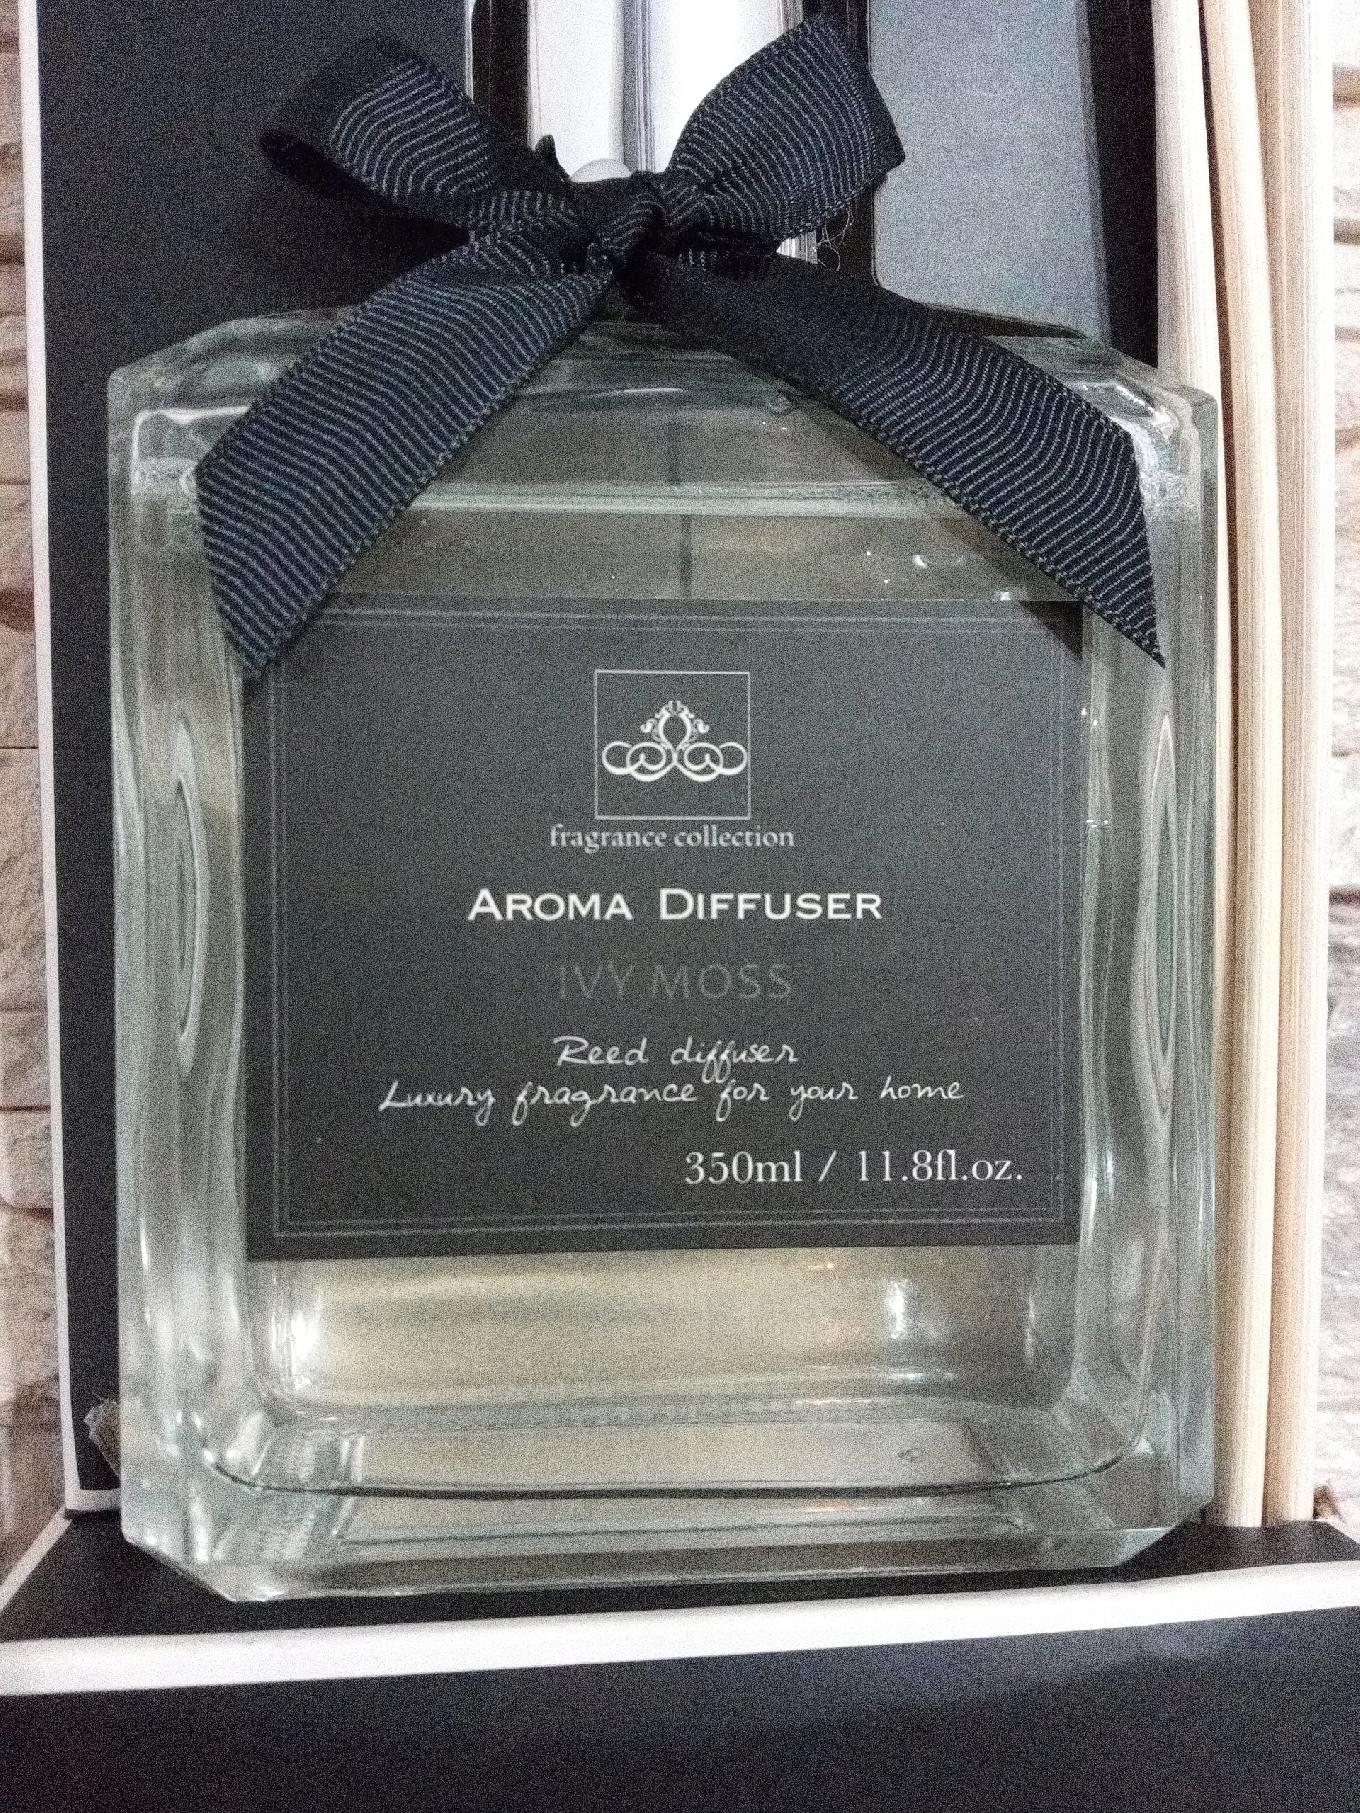 fragrance collection
AROMA DIFFUSER
IVY MOSS
Reed diffuser
Luxury fragrance for your home
350ml / 11.8fl.oz.